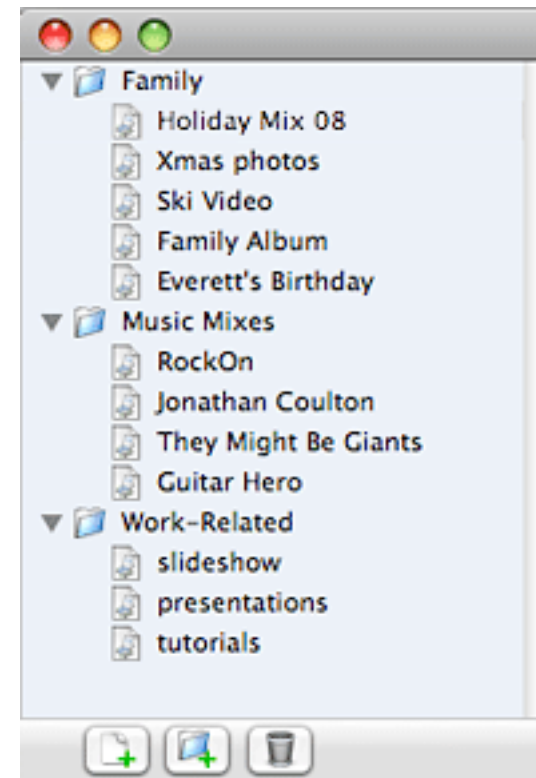 Family
Holiday Mix 08
Xmas photos
Ski Video
Family Album
Everett's Birthday
Music Mixes
RockOn
Jonathan Coulton
They Might Be Giants
Guitar Hero
Work-Related
slideshow
presentations
tutorials